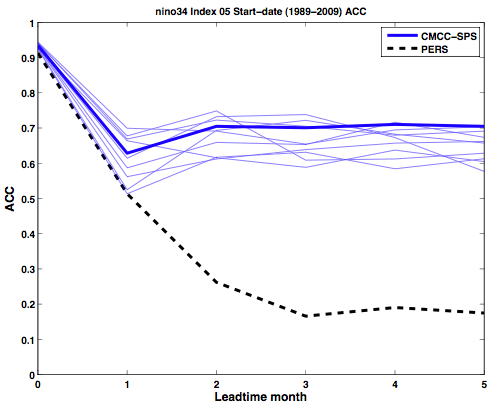 nino34 Index 05 Start-date (1989-2009) ACC
CMCC-SPS
PERS
ACC
1
0.9
0.8
0.7
0.6
0.5
0.4
0.3
0.2
0.1
0
0 1 2 3 4 5
Leadtime month